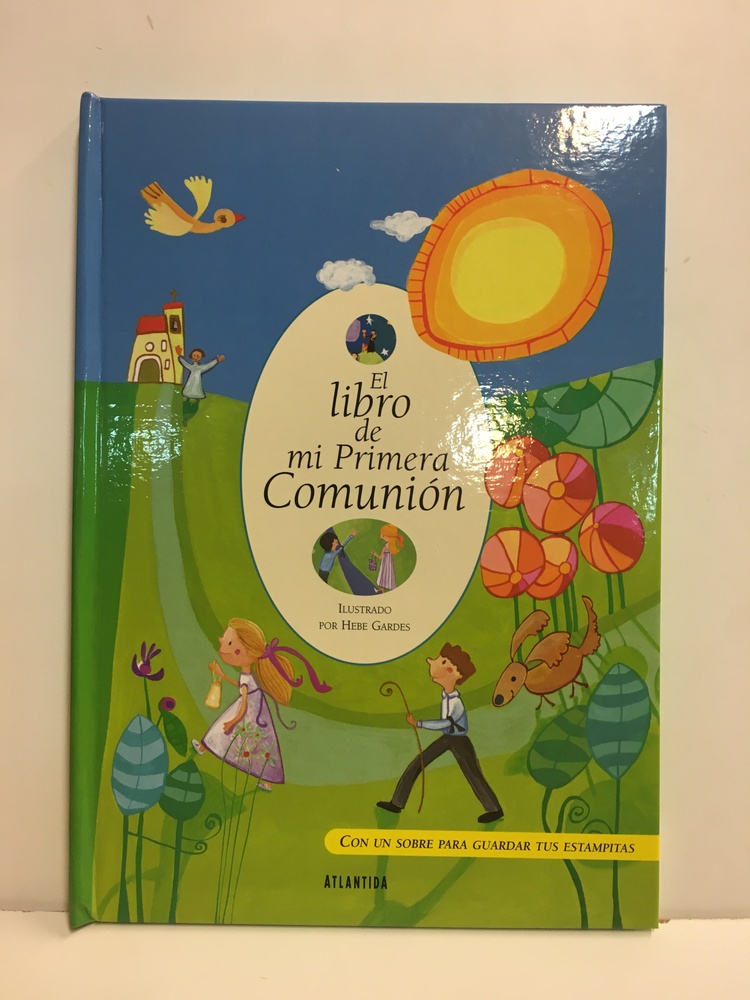 El
libro
de
mi Primera
Comunión
Ilustrado
por Hebe Gardes
Con un sobre para guardar tus estampitas
ATLANTIDA